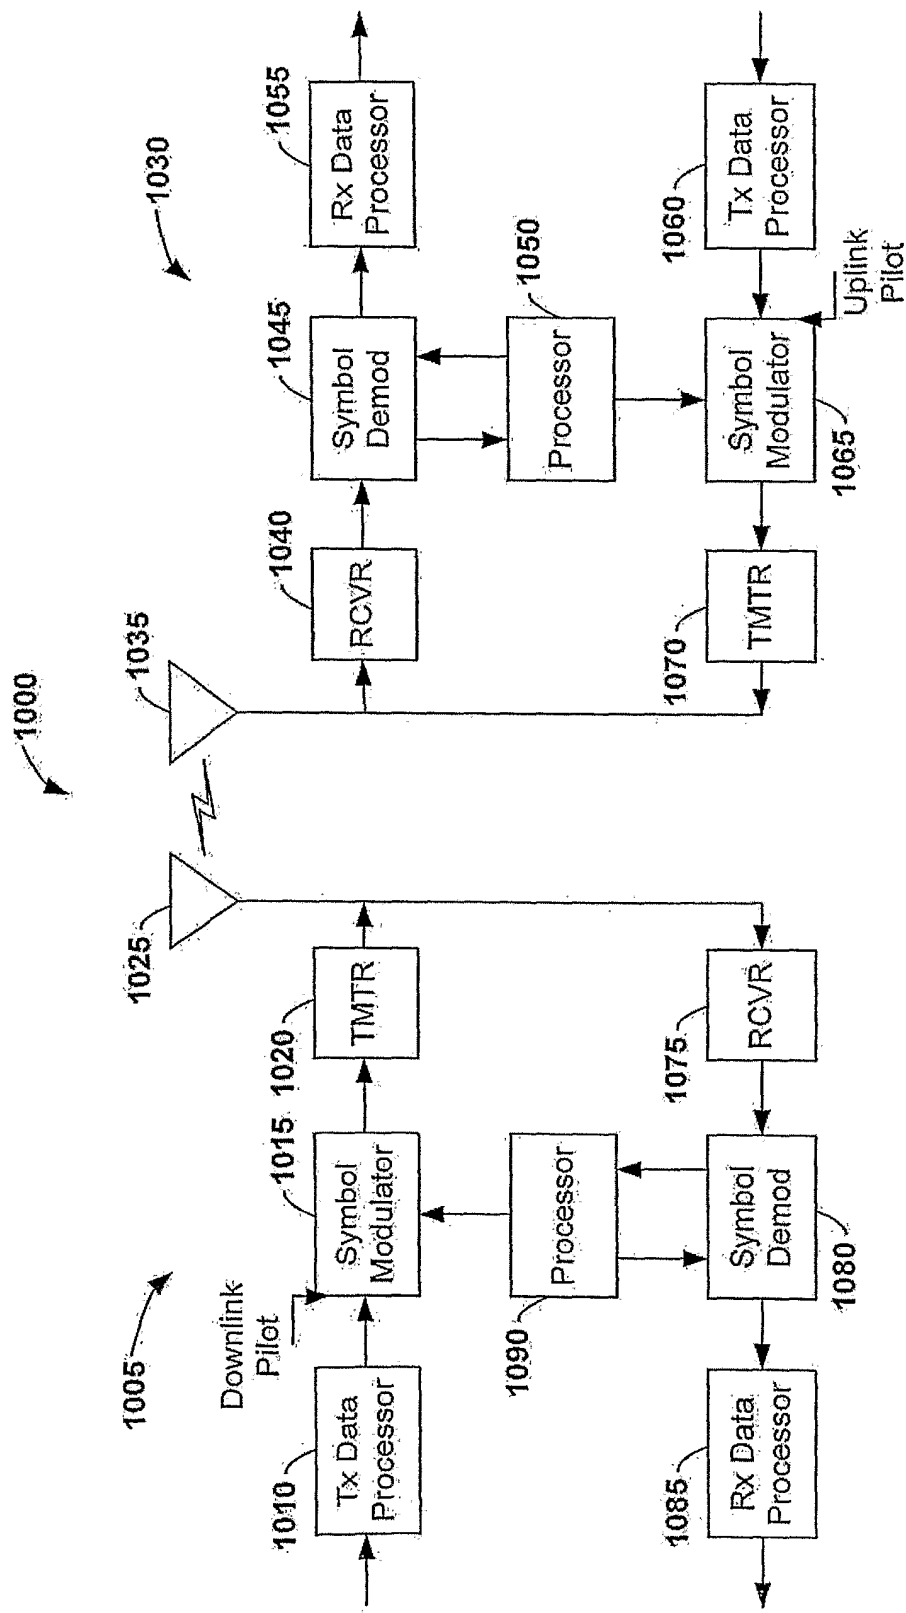 1000
1005
1030
1025
1035
Downlink
Pilot
1010
Tx Data
Processor
1015
Symbol
Modulator
1020
TMTR
1040
RCVR
1045
Symbol
Demod
1055
Rx Data
Processor
1090
Processor
1050
Processor
1085
Rx Data
Processor
1080
Symbol
Demod
1075
RCVR
1070
TMTR
1065
Symbol
Modulator
1060
Tx Data
Processor
Uplink
Pilot